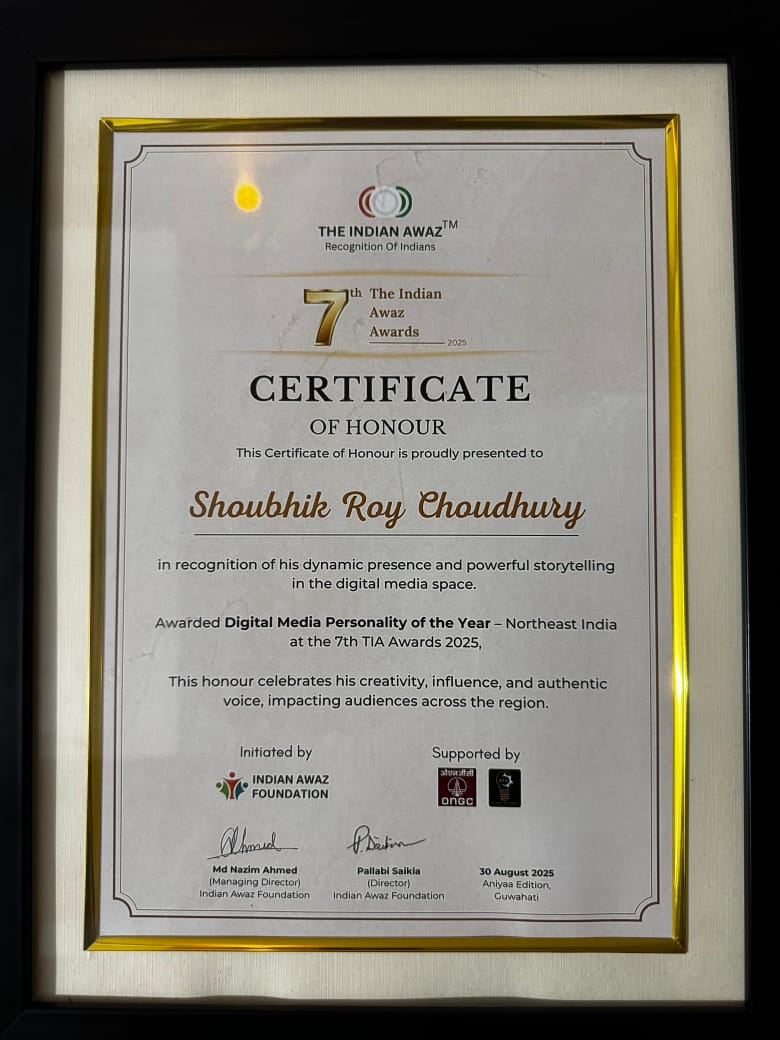 THE INDIAN AWAZ™
Recognition Of Indians
7th The Indian
Awaz
Awards
2025
CERTIFICATE
OF HONOUR
This Certificate of Honour is proudly presented to
Shoubhik Roy Choudhury
in recognition of his dynamic presence and powerful storytelling
in the digital media space.
Awarded Digital Media Personality of the Year – Northeast India
at the 7th TIA Awards 2025,
This honour celebrates his creativity, influence, and authentic
voice, impacting audiences across the region.
Initiated by
INDIAN AWAZ
FOUNDATION
Supported by
ओएनजीसी
ONGC
Md Nazim Ahmed
(Managing Director)
Indian Awaz Foundation
Pallabi Saikia
(Director)
Indian Awaz Foundation
30 August 2025
Aniyaa Edition,
Guwahati